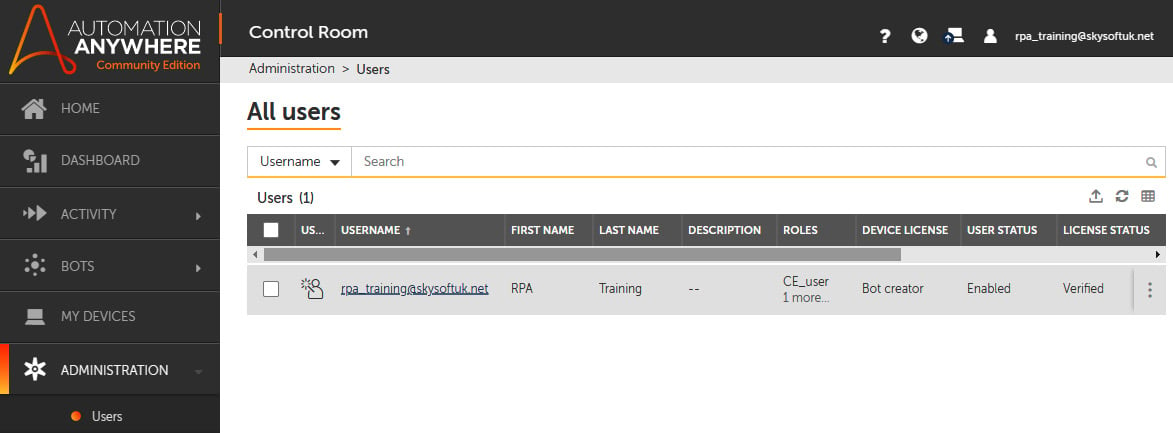 AUTOMATION
ANYWHERE
Community Edition
Control Room
?
rpa_training@skysoftuk.net
Administration > Users
HOME
DASHBOARD
ACTIVITY
BOTS
MY DEVICES
ADMINISTRATION
Users
All users
Username
Search
Users (1)
US... USERNAME ↑ FIRST NAME LAST NAME DESCRIPTION ROLES DEVICE LICENSE USER STATUS LICENSE STATUS
rpa_training@skysoftuk.net RPA Training -- CE_user Bot creator Enabled Verified
1 more...